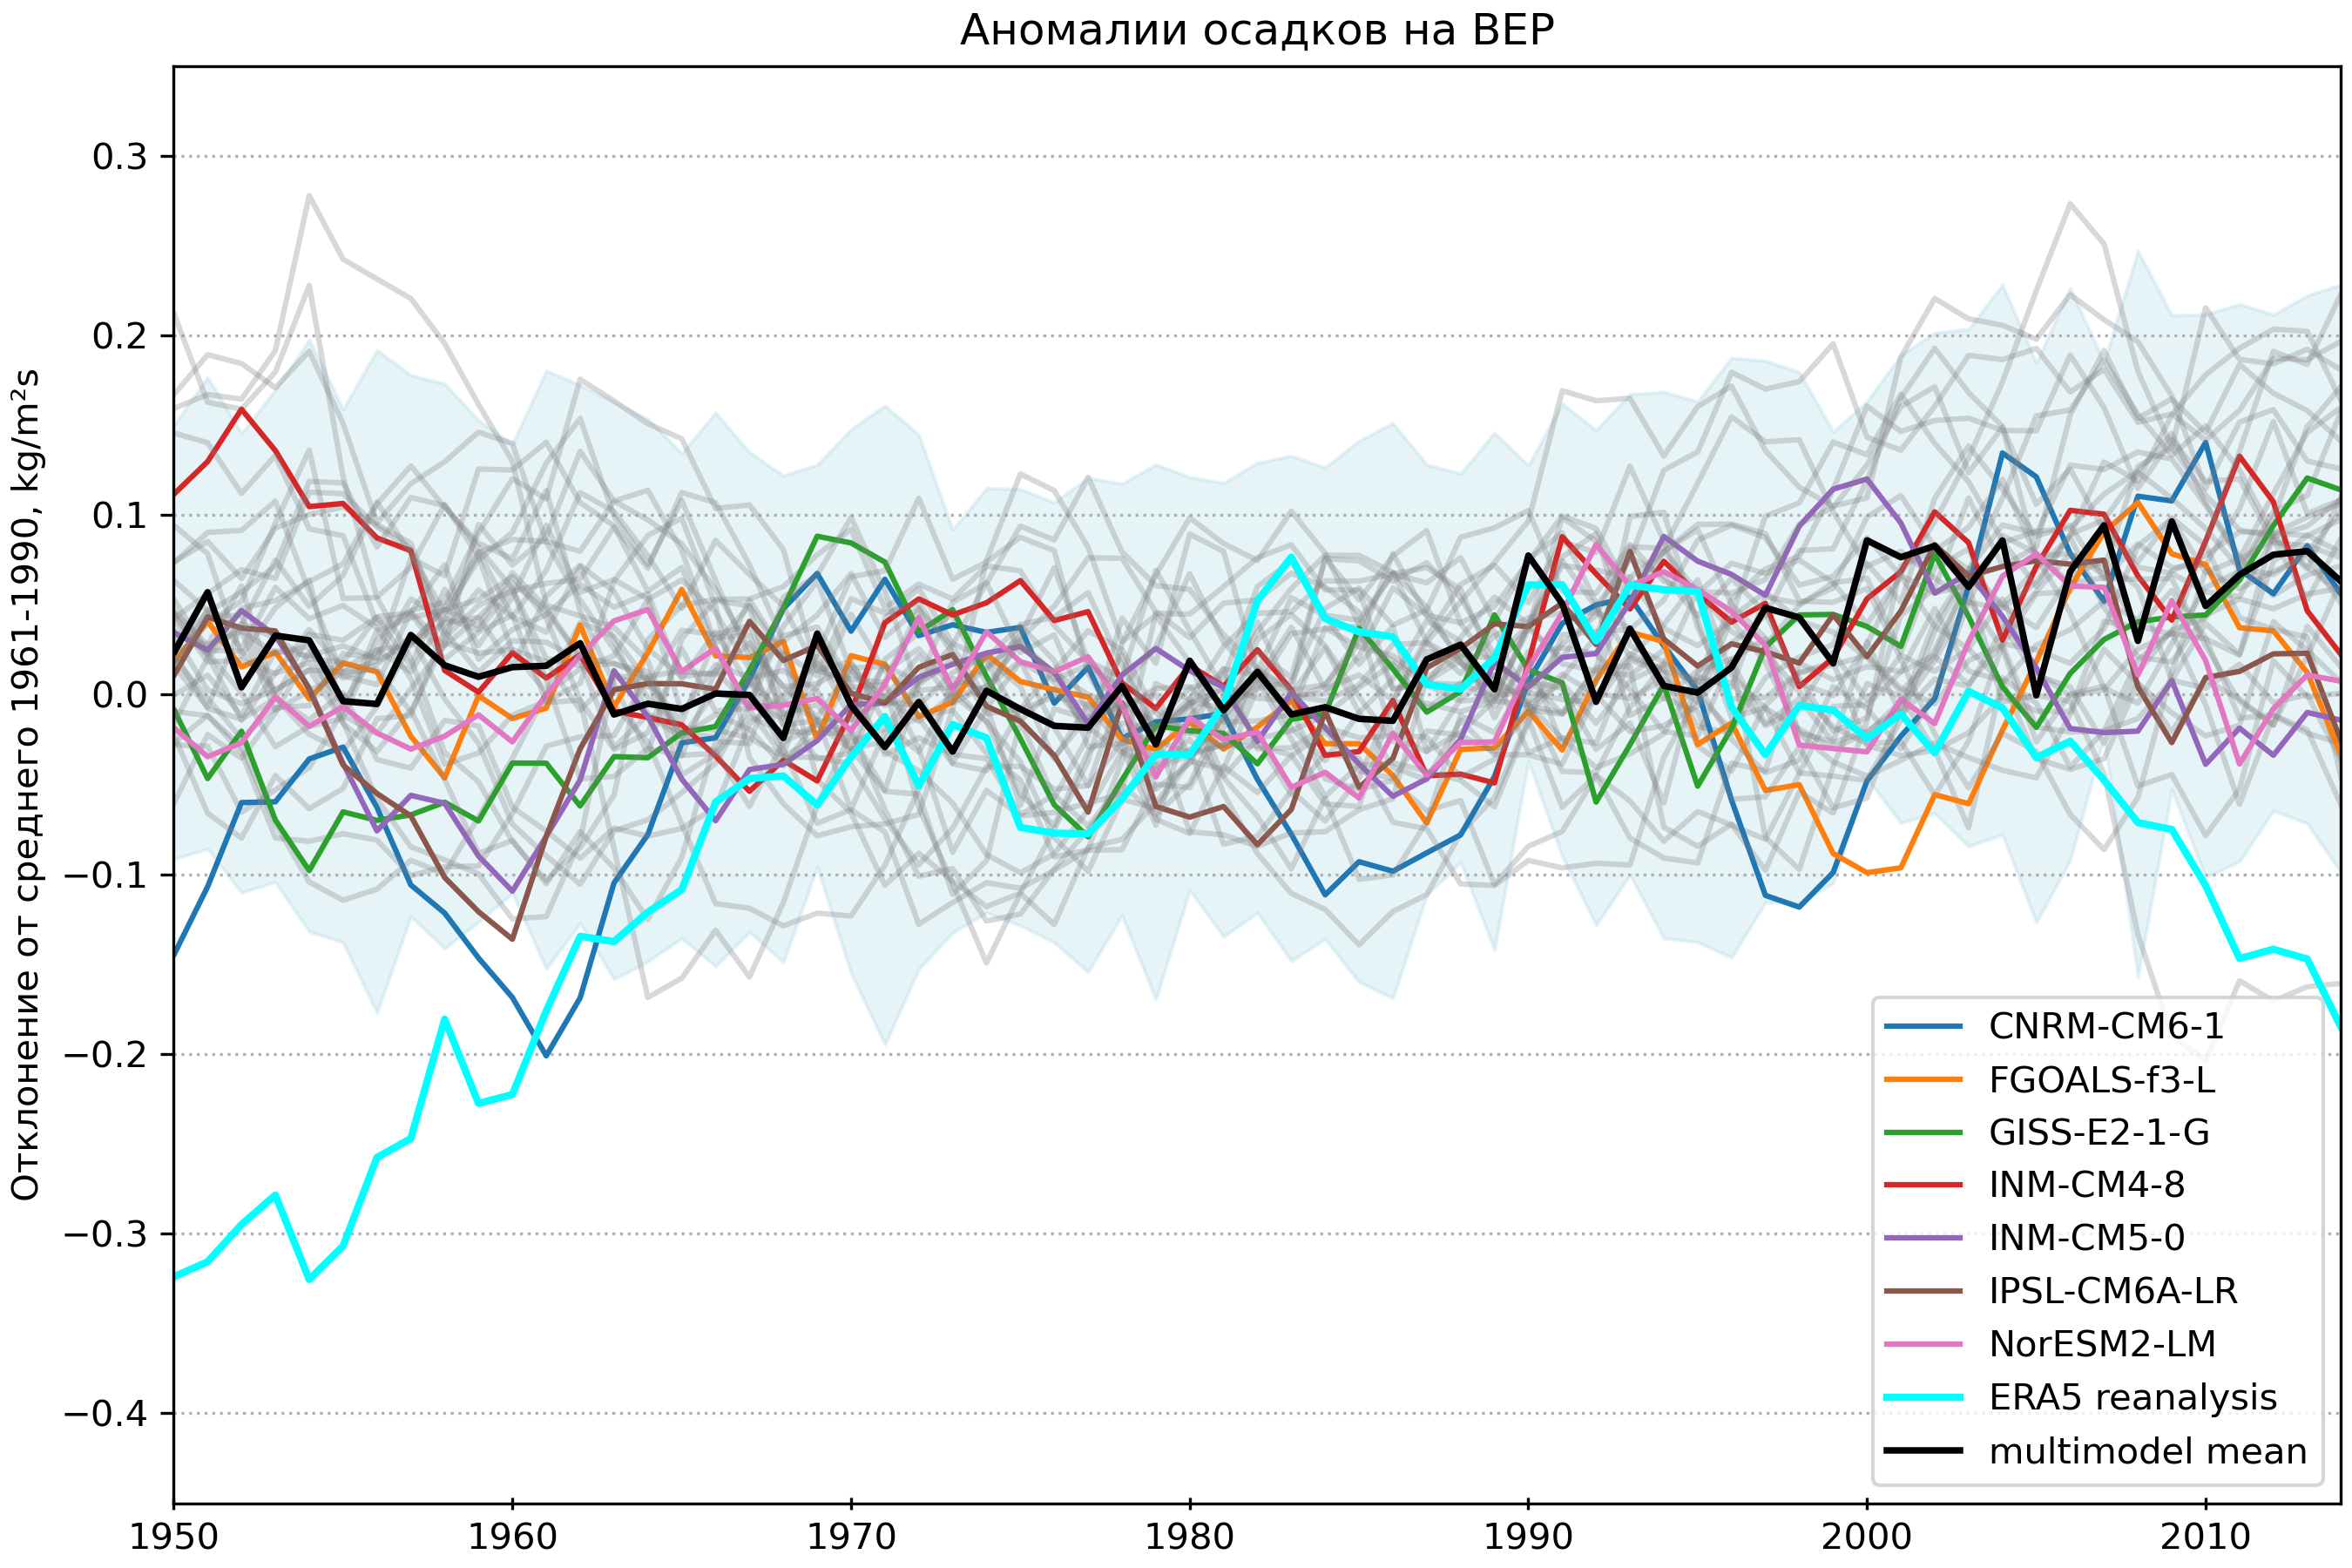 Аномалии осадков на ВЕР
Отклонение от среднего 1961-1990, kg/m²s
0.3
0.2
0.1
0.0
−0.1
−0.2
−0.3
−0.4
1950 1960 1970 1980 1990 2000 2010
CNRM-CM6-1
FGOALS-f3-L
GISS-E2-1-G
INM-CM4-8
INM-CM5-0
IPSL-CM6A-LR
NorESM2-LM
ERA5 reanalysis
multimodel mean